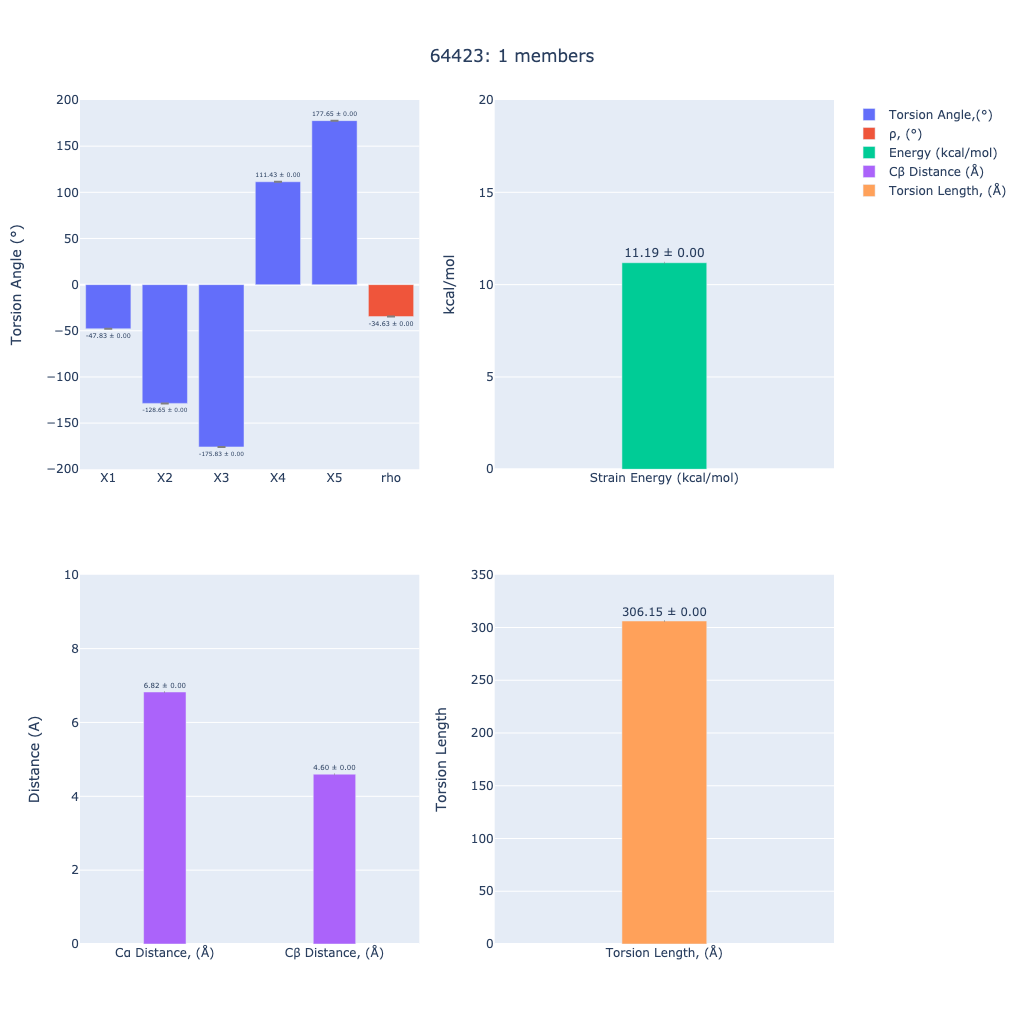 64423: 1 members
200
150
100
50
0
−50
−100
−150
−200
Torsion Angle (°)
177.65 ± 0.00
111.43 ± 0.00
-47.83 ± 0.00
-34.63 ± 0.00
-128.65 ± 0.00
-175.83 ± 0.00
X1 X2 X3 X4 X5 rho
20
15
10
5
0
kcal/mol
11.19 ± 0.00
Strain Energy (kcal/mol)
Torsion Angle,(°)
ρ, (°)
Energy (kcal/mol)
Cβ Distance (Å)
Torsion Length, (Å)
10
8
6
4
2
0
Distance (A)
6.82 ± 0.00
4.60 ± 0.00
Cα Distance, (Å) Cβ Distance, (Å)
350
300
250
200
150
100
50
0
Torsion Length
306.15 ± 0.00
Torsion Length, (Å)